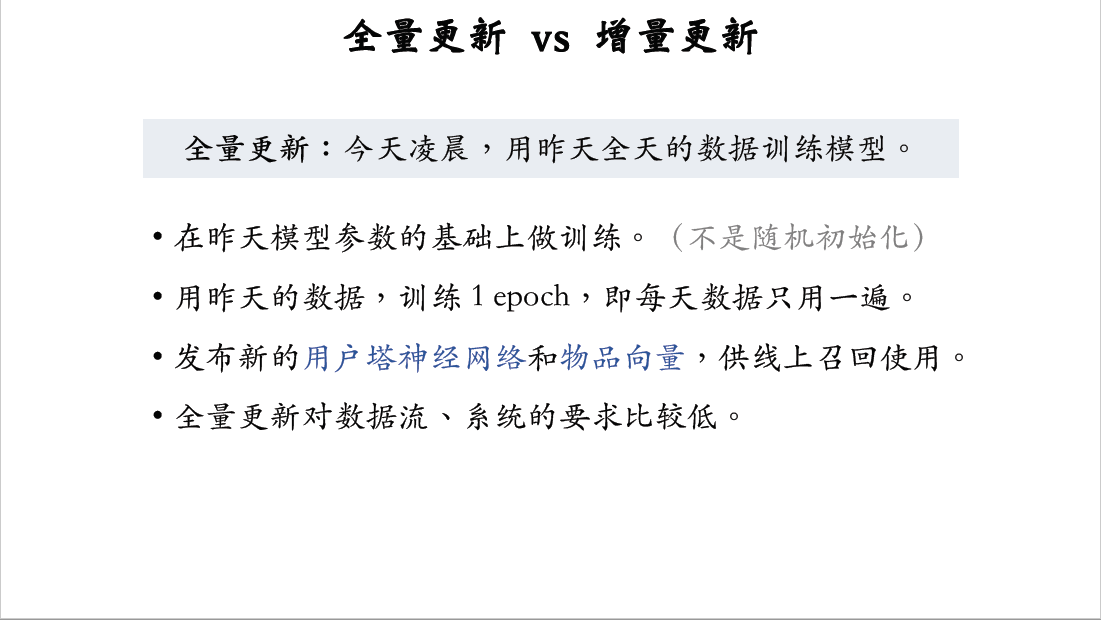 全量更新 vs 增量更新
全量更新：今天凌晨，用昨天全天的数据训练模型。
• 在昨天模型参数的基础上做训练。（不是随机初始化）
• 用昨天的数据，训练 1 epoch，即每天数据只用一遍。
• 发布新的用户塔神经网络和物品向量，供线上召回使用。
• 全量更新对数据流、系统的要求比较低。